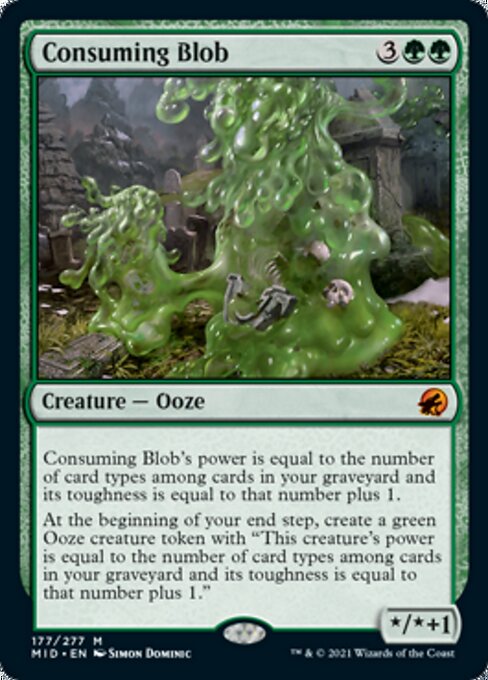 Consuming Blob 3
Creature — Ooze
Consuming Blob's power is equal to the number
of card types among cards in your graveyard and
its toughness is equal to that number plus 1.
At the beginning of your end step, create a green
Ooze creature token with “This creature's power
is equal to the number of card types among cards
in your graveyard and its toughness is equal to
that number plus 1.”
*/*+1
177/277 M
MID • EN SIMON DOMINIC ™ & © 2021 Wizards of the Coast